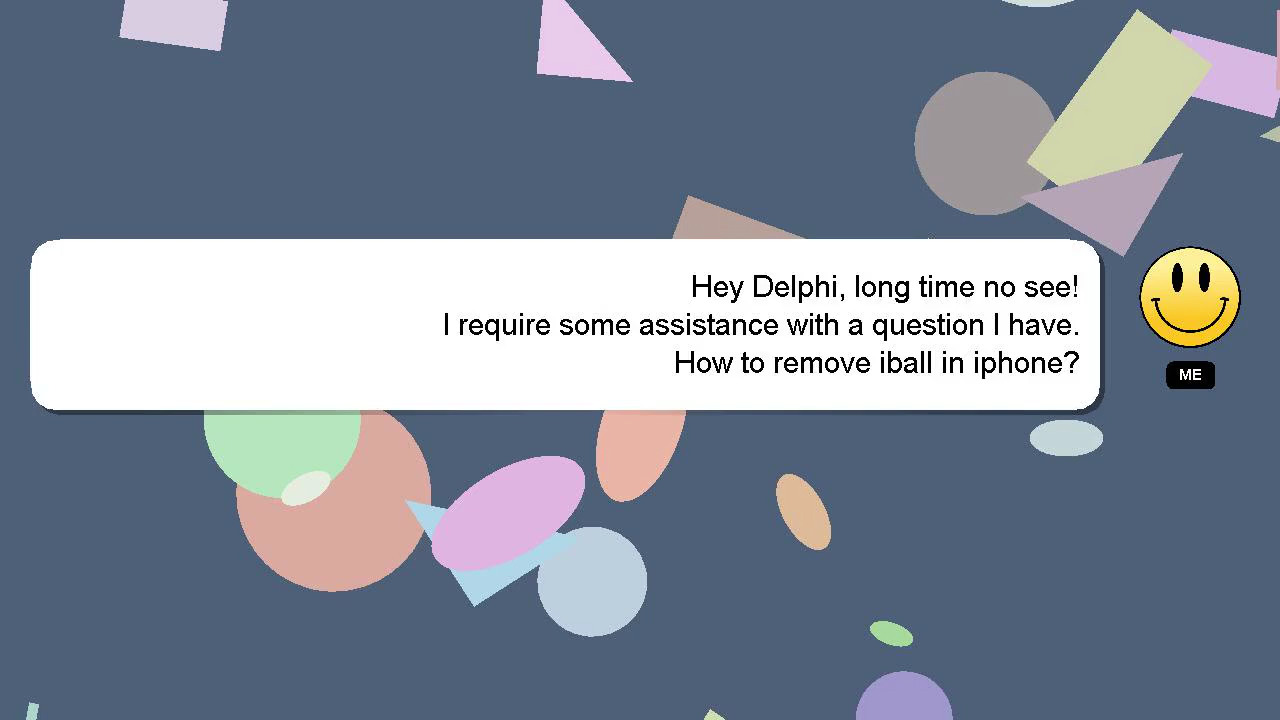 Hey Delphi, long time no see!
I require some assistance with a question I have.
How to remove iball in iphone?
ME